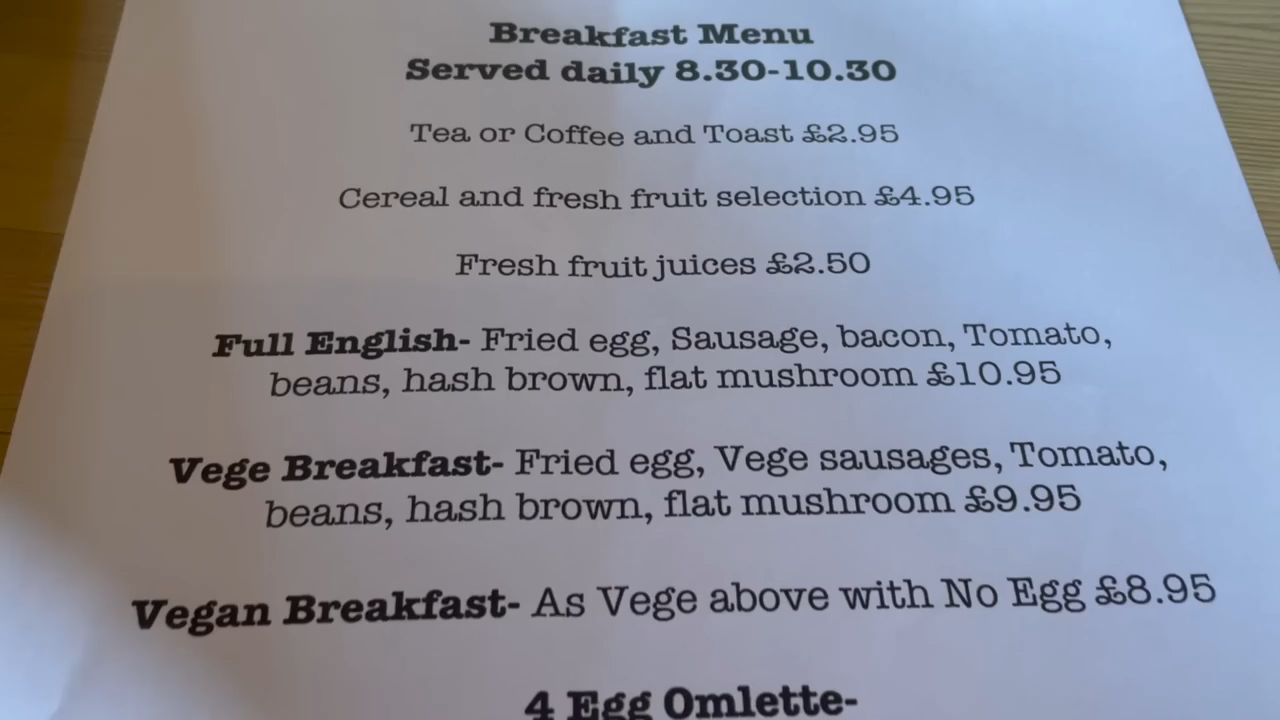 Breakfast Menu
Served daily 8.30-10.30
Tea or Coffee and Toast £2.95
Cereal and fresh fruit selection £4.95
Fresh fruit juices £2.50
Full English- Fried egg, Sausage, bacon, Tomato,
beans, hash brown, flat mushroom £10.95
Vege Breakfast- Fried egg, Vege sausages, Tomato,
beans, hash brown, flat mushroom £9.95
Vegan Breakfast- As Vege above with No Egg £8.95
4 Egg Omlette-